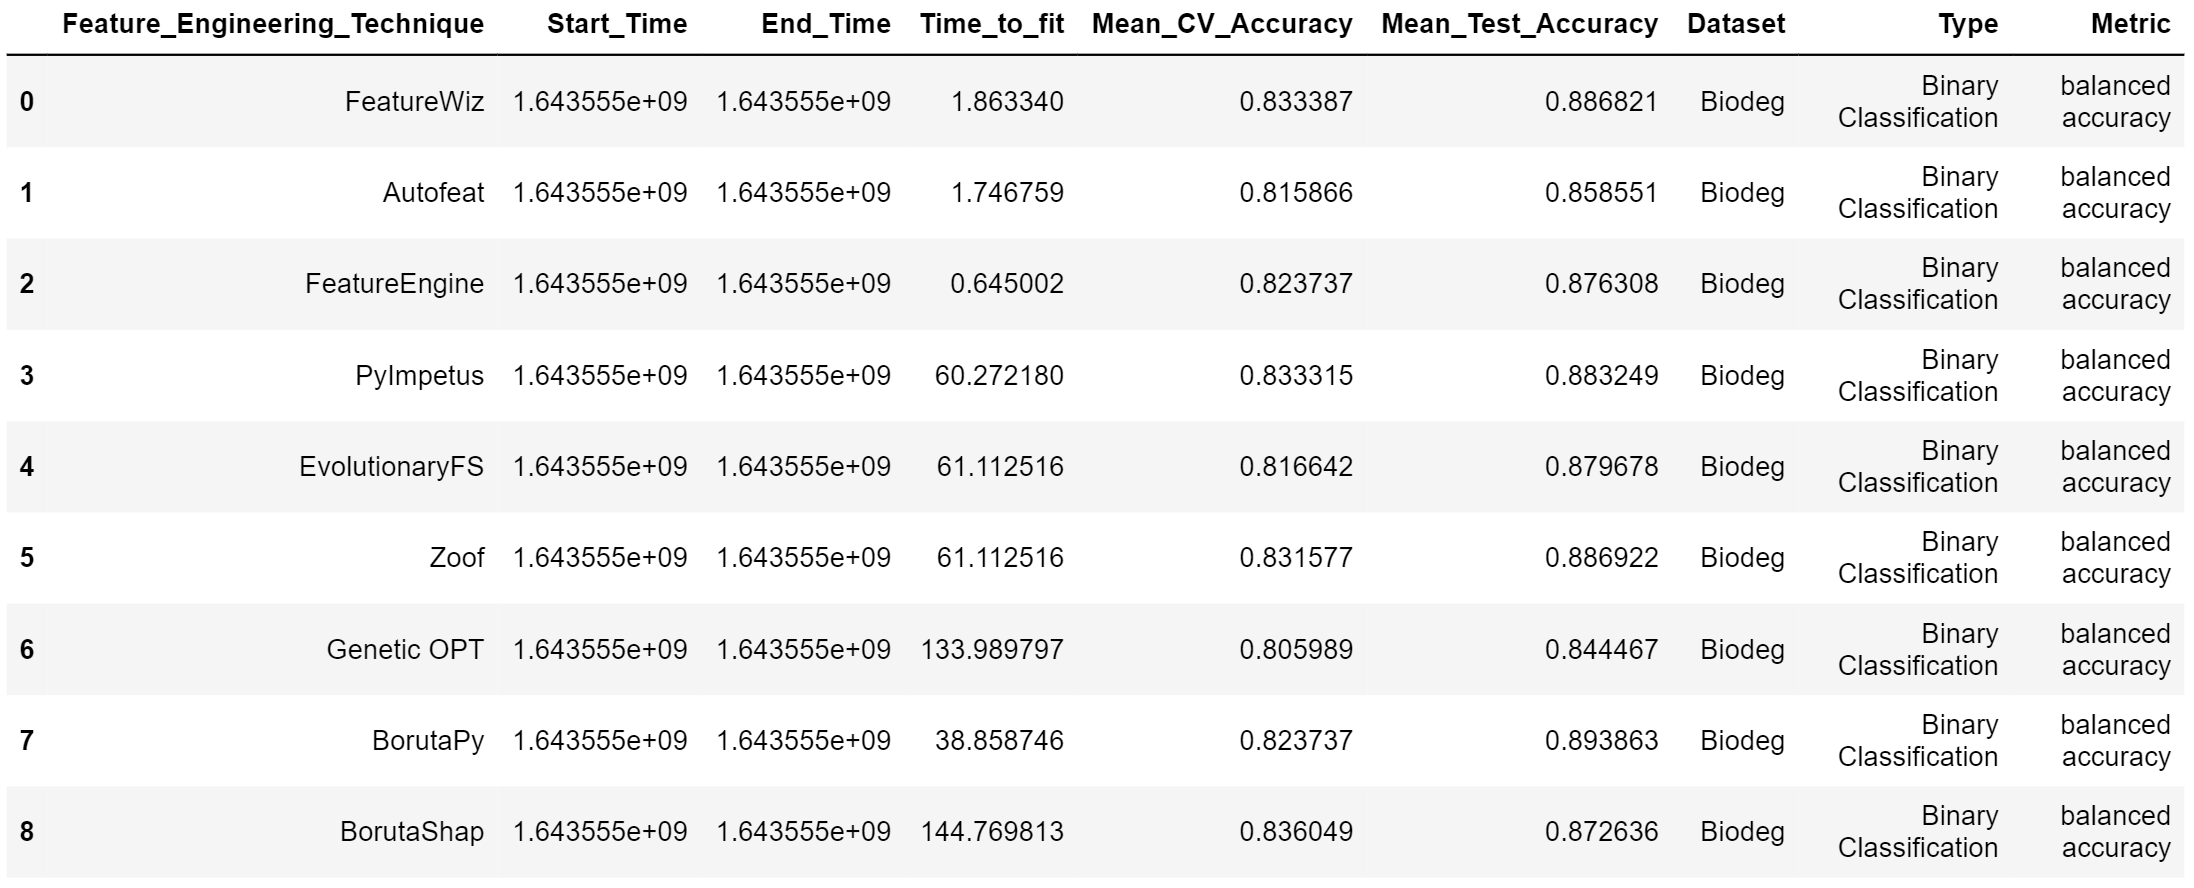 Feature_Engineering_Technique Start_Time End_Time Time_to_fit Mean_CV_Accuracy Mean_Test_Accuracy Dataset Type Metric
0 FeatureWiz 1.643555e+09 1.643555e+09 1.863340 0.833387 0.886821 Biodeg Binary Classification balanced accuracy
1 Autofeat 1.643555e+09 1.643555e+09 1.746759 0.815866 0.858551 Biodeg Binary Classification balanced accuracy
2 FeatureEngine 1.643555e+09 1.643555e+09 0.645002 0.823737 0.876308 Biodeg Binary Classification balanced accuracy
3 PyImpetus 1.643555e+09 1.643555e+09 60.272180 0.833315 0.883249 Biodeg Binary Classification balanced accuracy
4 EvolutionaryFS 1.643555e+09 1.643555e+09 61.112516 0.816642 0.879678 Biodeg Binary Classification balanced accuracy
5 Zoof 1.643555e+09 1.643555e+09 61.112516 0.831577 0.886922 Biodeg Binary Classification balanced accuracy
6 Genetic OPT 1.643555e+09 1.643555e+09 133.989797 0.805989 0.844467 Biodeg Binary Classification balanced accuracy
7 BorutaPy 1.643555e+09 1.643555e+09 38.858746 0.823737 0.893863 Biodeg Binary Classification balanced accuracy
8 BorutaShap 1.643555e+09 1.643555e+09 144.769813 0.836049 0.872636 Biodeg Binary Classification balanced accuracy